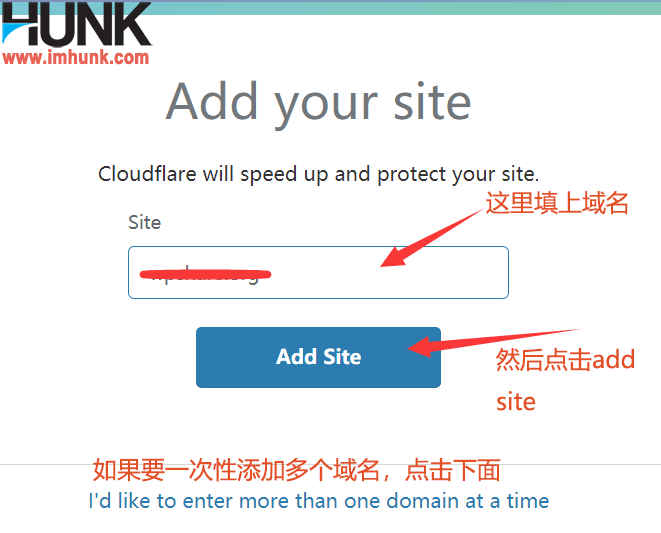 HUNK
www.imhunk.com
Add your site
Cloudflare will speed up and protect your site.
这里填上域名
Site
Add Site
然后点击add
site
如果要一次性添加多个域名，点击下面
I'd like to enter more than one domain at a time